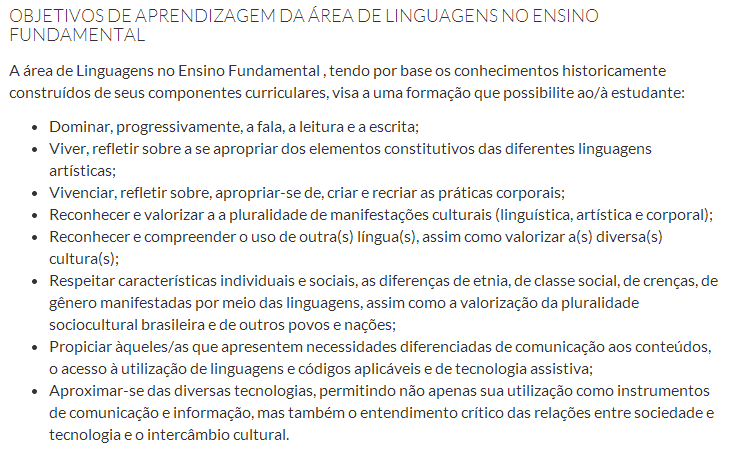 OBJETIVOS DE APRENDIZAGEM DA ÁREA DE LINGUAGENS NO ENSINO
FUNDAMENTAL
A área de Linguagens no Ensino Fundamental , tendo por base os conhecimentos historicamente
construídos de seus componentes curriculares, visa a uma formação que possibilite ao/à estudante:
• Dominar, progressivamente, a fala, a leitura e a escrita;
• Viver, refletir sobre a se apropriar dos elementos constitutivos das diferentes linguagens
artísticas;
• Vivenciar, refletir sobre, apropriar-se de, criar e recriar as práticas corporais;
• Reconhecer e valorizar a a pluralidade de manifestações culturais (linguística, artística e corporal);
• Reconhecer e compreender o uso de outra(s) língua(s), assim como valorizar a(s) diversa(s)
cultura(s);
• Respeitar características individuais e sociais, as diferenças de etnia, de classe social, de crenças, de
gênero manifestadas por meio das linguagens, assim como a valorização da pluralidade
sociocultural brasileira e de outros povos e nações;
• Propiciar àqueles/as que apresentem necessidades diferenciadas de comunicação aos conteúdos,
o acesso à utilização de linguagens e códigos aplicáveis e de tecnologia assistiva;
• Aproximar-se das diversas tecnologias, permitindo não apenas sua utilização como instrumentos
de comunicação e informação, mas também o entendimento crítico das relações entre sociedade e
tecnologia e o intercâmbio cultural.